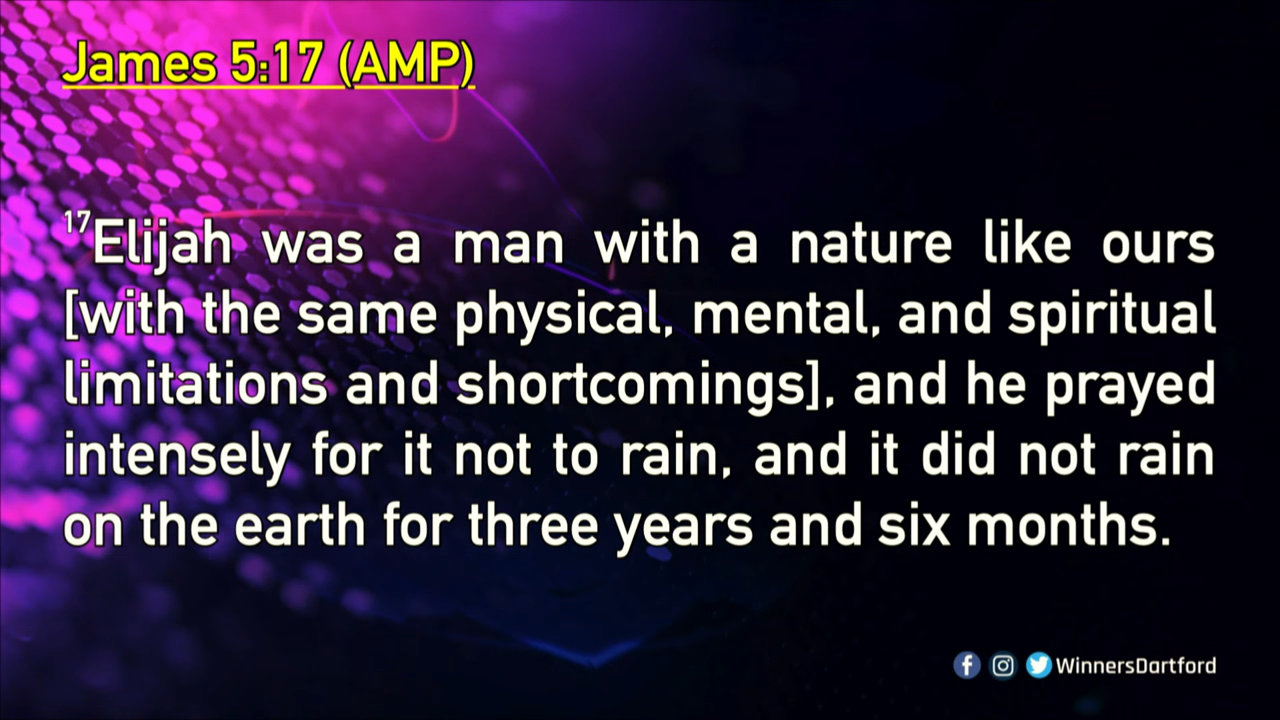 James 5:17 (AMP)
17Elijah was a man with a nature like ours
[with the same physical, mental, and spiritual
limitations and shortcomings], and he prayed
intensely for it not to rain, and it did not rain
on the earth for three years and six months.
WinnersDartford